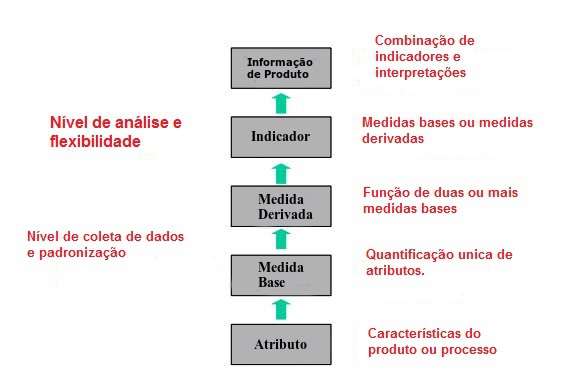 Combinação de
indicadores e
interpretações
Informação
de Produto
Nível de análise e
flexibilidade
Indicador
Medidas bases ou medidas
derivadas
Medida
Derivada
Função de duas ou mais
medidas bases
Nível de coleta de dados
e padronização
Medida
Base
Quantificação unica de
atributos.
Atributo
Características do
produto ou processo